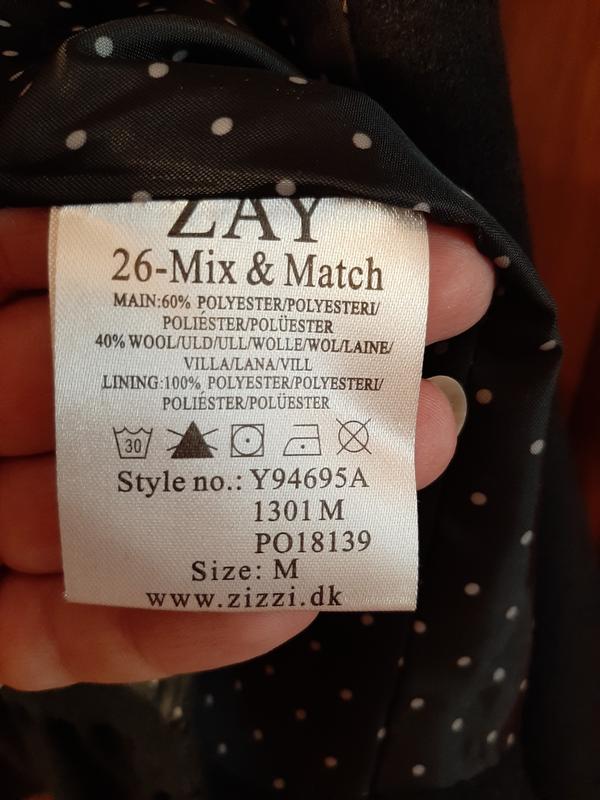 ZAY
26-Mix & Match
MAIN:60% POLYESTER/POLYESTERI/
POLIÉSTER/POLÜESTER
40% WOOL/ULD/ULL/WOLLE/WOL/LAINE/
VILLA/LANA/VILL
LINING:100% POLYESTER/POLYESTERI/
POLIÉSTER/POLÜESTER
30
Style no.: Y94695A
1301 M
PO18139
Size: M
www.zizzi.dk